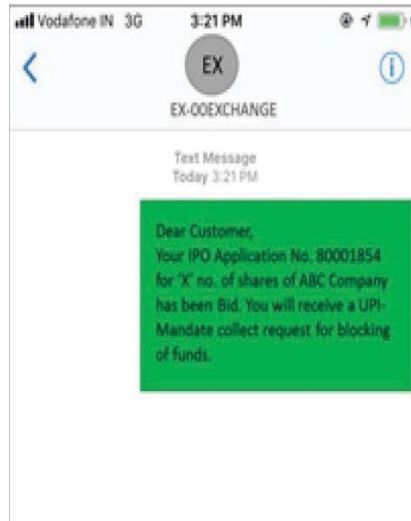 Vodafone IN 3G 3:21 PM
EX
EX-OOEXCHANGE
Text Message
Today 3:21 PM
Dear Customer,
Your IPO Application No. 80001854
for 'X' no. of shares of ABC Company
has been Bid. You will receive a UPI-
Mandate collect request for blocking
of funds.